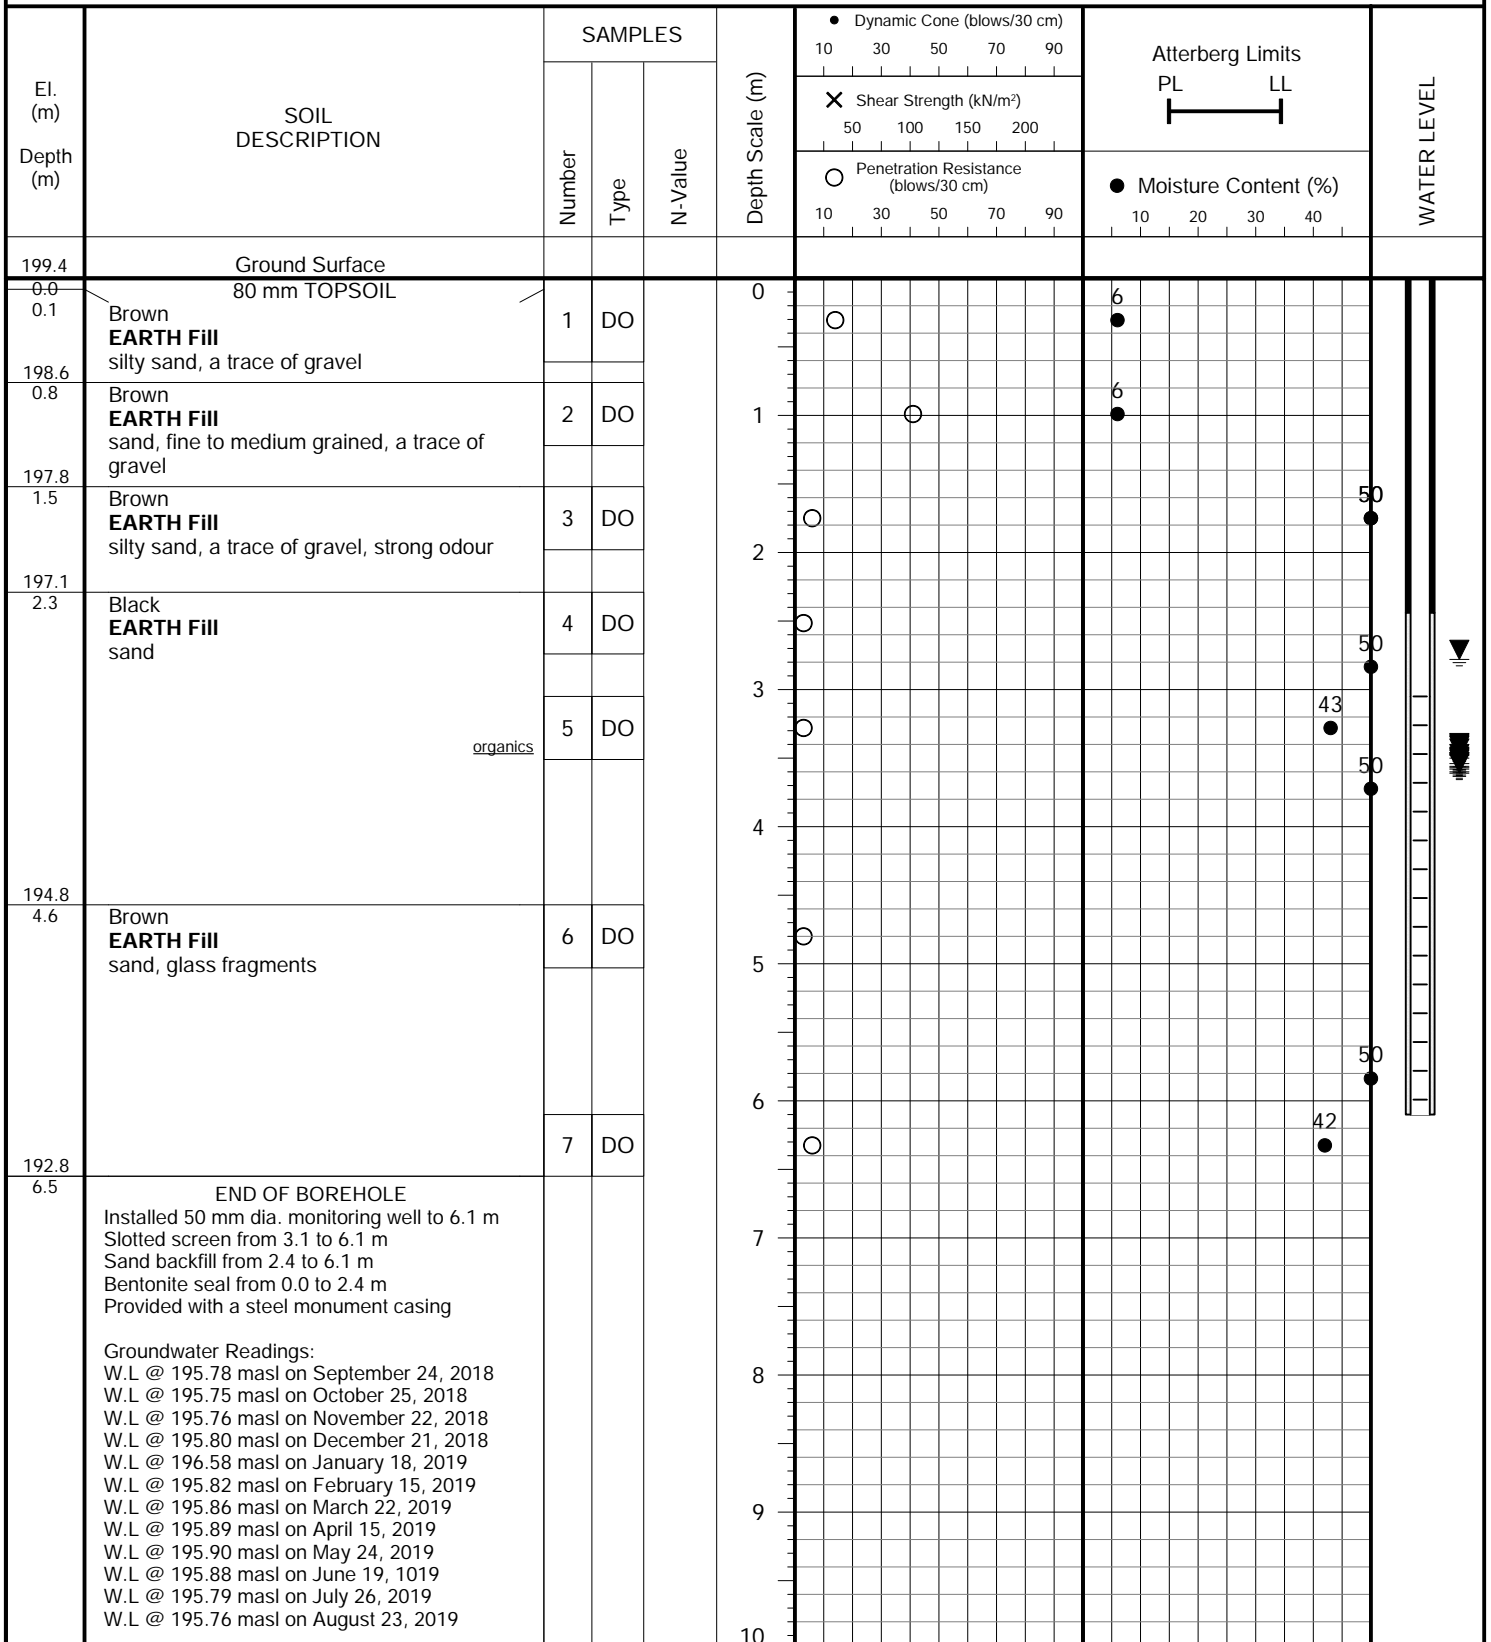 El.
(m)
Depth
(m)
SOIL
DESCRIPTION
SAMPLES
Number
Type
N-Value
Depth Scale (m)
Dynamic Cone (blows/30 cm)
10 30 50 70 90
Shear Strength (kN/m²)
50 100 150 200
Penetration Resistance
(blows/30 cm)
10 30 50 70 90
Atterberg Limits
PL LL
Moisture Content (%)
10 20 30 40
WATER LEVEL
199.4 Ground Surface
0.0 80 mm TOPSOIL 0
0.1 Brown
EARTH Fill 1 DO 6
silty sand, a trace of gravel
198.6
0.8 Brown
EARTH Fill 2 DO 1 6
sand, fine to medium grained, a trace of
gravel
197.8
1.5 Brown 50
EARTH Fill 3 DO
silty sand, a trace of gravel, strong odour
2
197.1
2.3 Black
EARTH Fill 4 DO
sand 50
3
43
5 DO
organics
50
4
194.8
4.6 Brown
EARTH Fill 6 DO
sand, glass fragments
5
50
6
42
7 DO
192.8
6.5 END OF BOREHOLE
Installed 50 mm dia. monitoring well to 6.1 m
Slotted screen from 3.1 to 6.1 m 7
Sand backfill from 2.4 to 6.1 m
Bentonite seal from 0.0 to 2.4 m
Provided with a steel monument casing
Groundwater Readings:
W.L @ 195.78 masl on September 24, 2018 8
W.L @ 195.75 masl on October 25, 2018
W.L @ 195.76 masl on November 22, 2018
W.L @ 195.80 masl on December 21, 2018
W.L @ 196.58 masl on January 18, 2019
W.L @ 195.82 masl on February 15, 2019
W.L @ 195.86 masl on March 22, 2019 9
W.L @ 195.89 masl on April 15, 2019
W.L @ 195.90 masl on May 24, 2019
W.L @ 195.88 masl on June 19, 1019
W.L @ 195.79 masl on July 26, 2019
W.L @ 195.76 masl on August 23, 2019
10